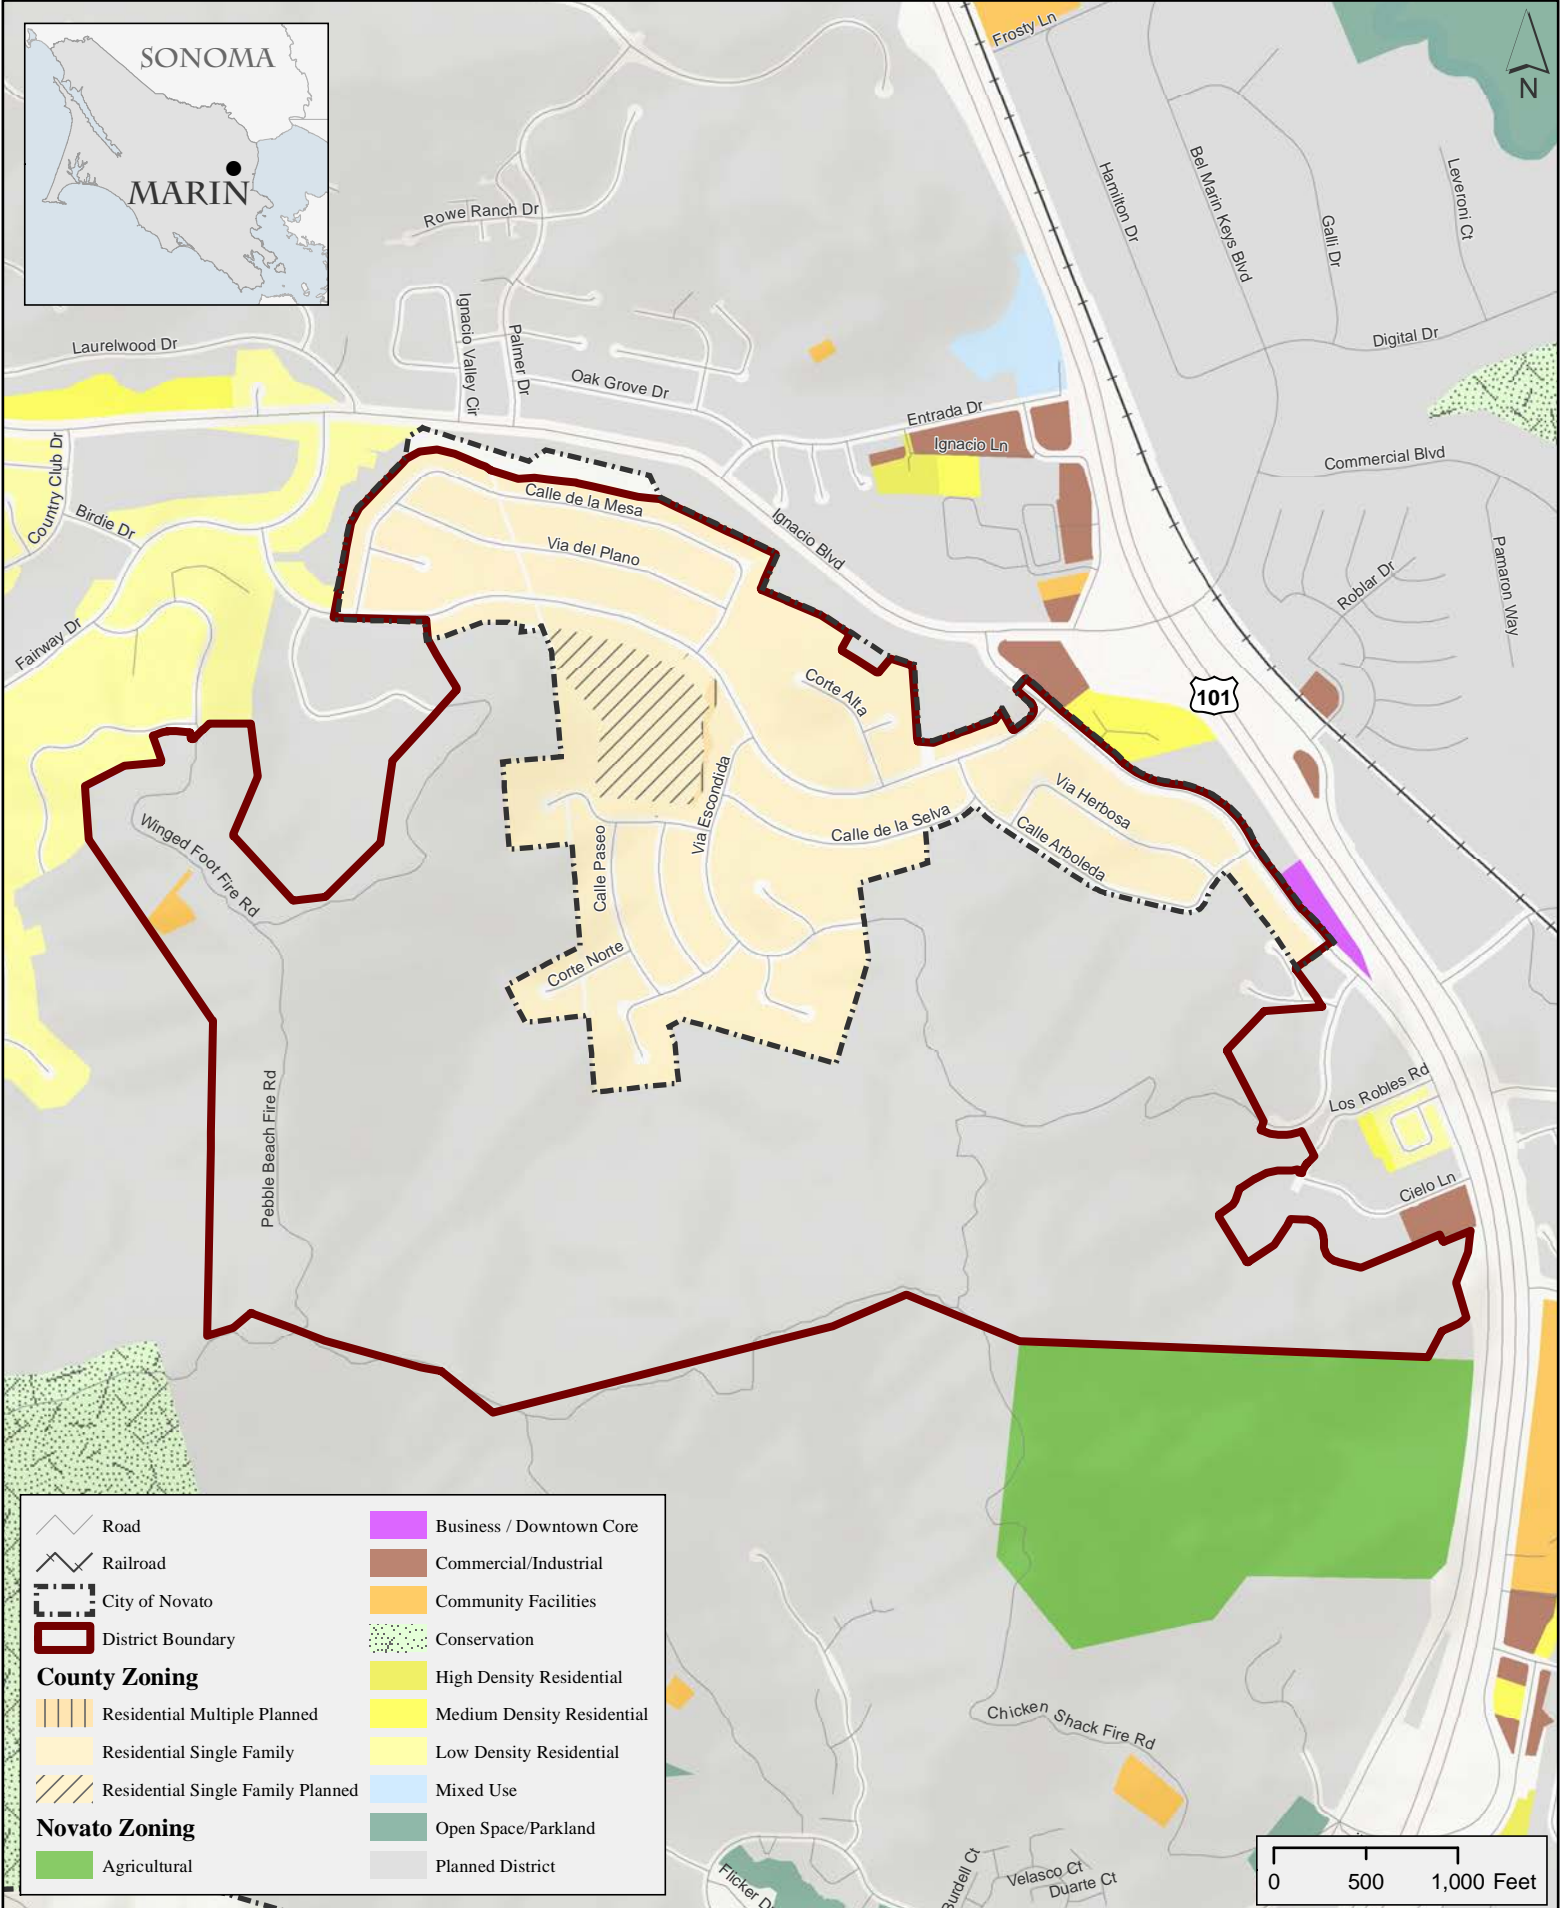 SONOMA
MARIN
N
Frosty Ln
Hamilton Dr
Bel Marin Keys Blvd
Galli Dr
Leveroni Ct
Rowe Ranch Dr
Ignacio Valley Cir
Palmer Dr
Laurelwood Dr
Oak Grove Dr
Digital Dr
Entrada Dr
Ignacio Ln
Commercial Blvd
Country Club Dr
Birdie Dr
Calle de la Mesa
Via del Plano
Ignacio Blvd
Roblar Dr
Pamaron Way
Fairway Dr
Corte Alta
101
Via Escondida
Via Herbosa
Calle de la Selva
Calle Arboleda
Winged Foot Fire Rd
Calle Paseo
Corte Norte
Pebble Beach Fire Rd
Los Robles Rd
Cielo Ln
Chicken Shack Fire Rd
Flicker D
Burdell Ct
Velasco Ct
Duarte Ct
Road
Railroad
City of Novato
District Boundary
County Zoning
Residential Multiple Planned
Residential Single Family
Residential Single Family Planned
Novato Zoning
Agricultural
Business / Downtown Core
Commercial/Industrial
Community Facilities
Conservation
High Density Residential
Medium Density Residential
Low Density Residential
Mixed Use
Open Space/Parkland
Planned District
0 500 1,000 Feet